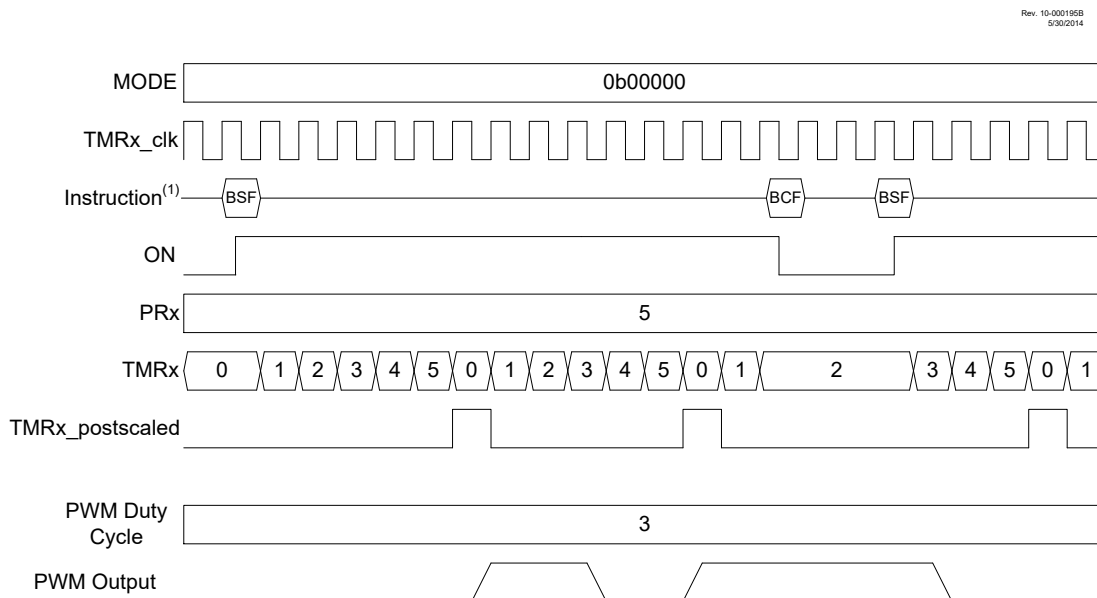 Rev. 10-000195B
5/30/2014
MODE 0b00000
TMRx_clk
Instruction(1) BSF BCF BSF
ON
PRx 5
TMRx 0 1 2 3 4 5 0 1 2 3 4 5 0 1 2 3 4 5 0 1
TMRx_postscaled
PWM Duty
Cycle 3
PWM Output